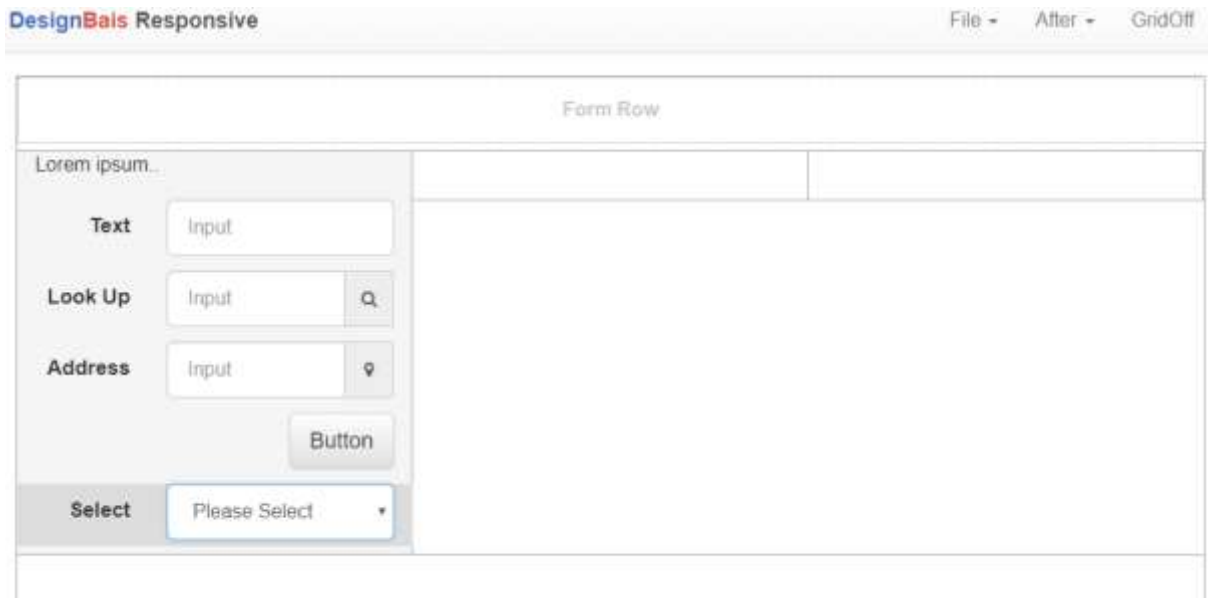 DesignBais Responsive File After GridOff
Form Row
Lorem ipsum..
Text Input
Look Up Input
Address Input
Button
Select Please Select